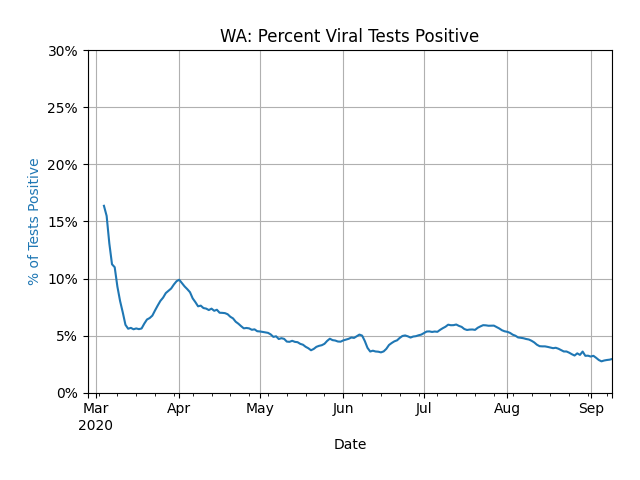 WA: Percent Viral Tests Positive
30%
25%
20%
15%
10%
5%
0%
% of Tests Positive
Mar Apr May Jun Jul Aug Sep
2020
Date